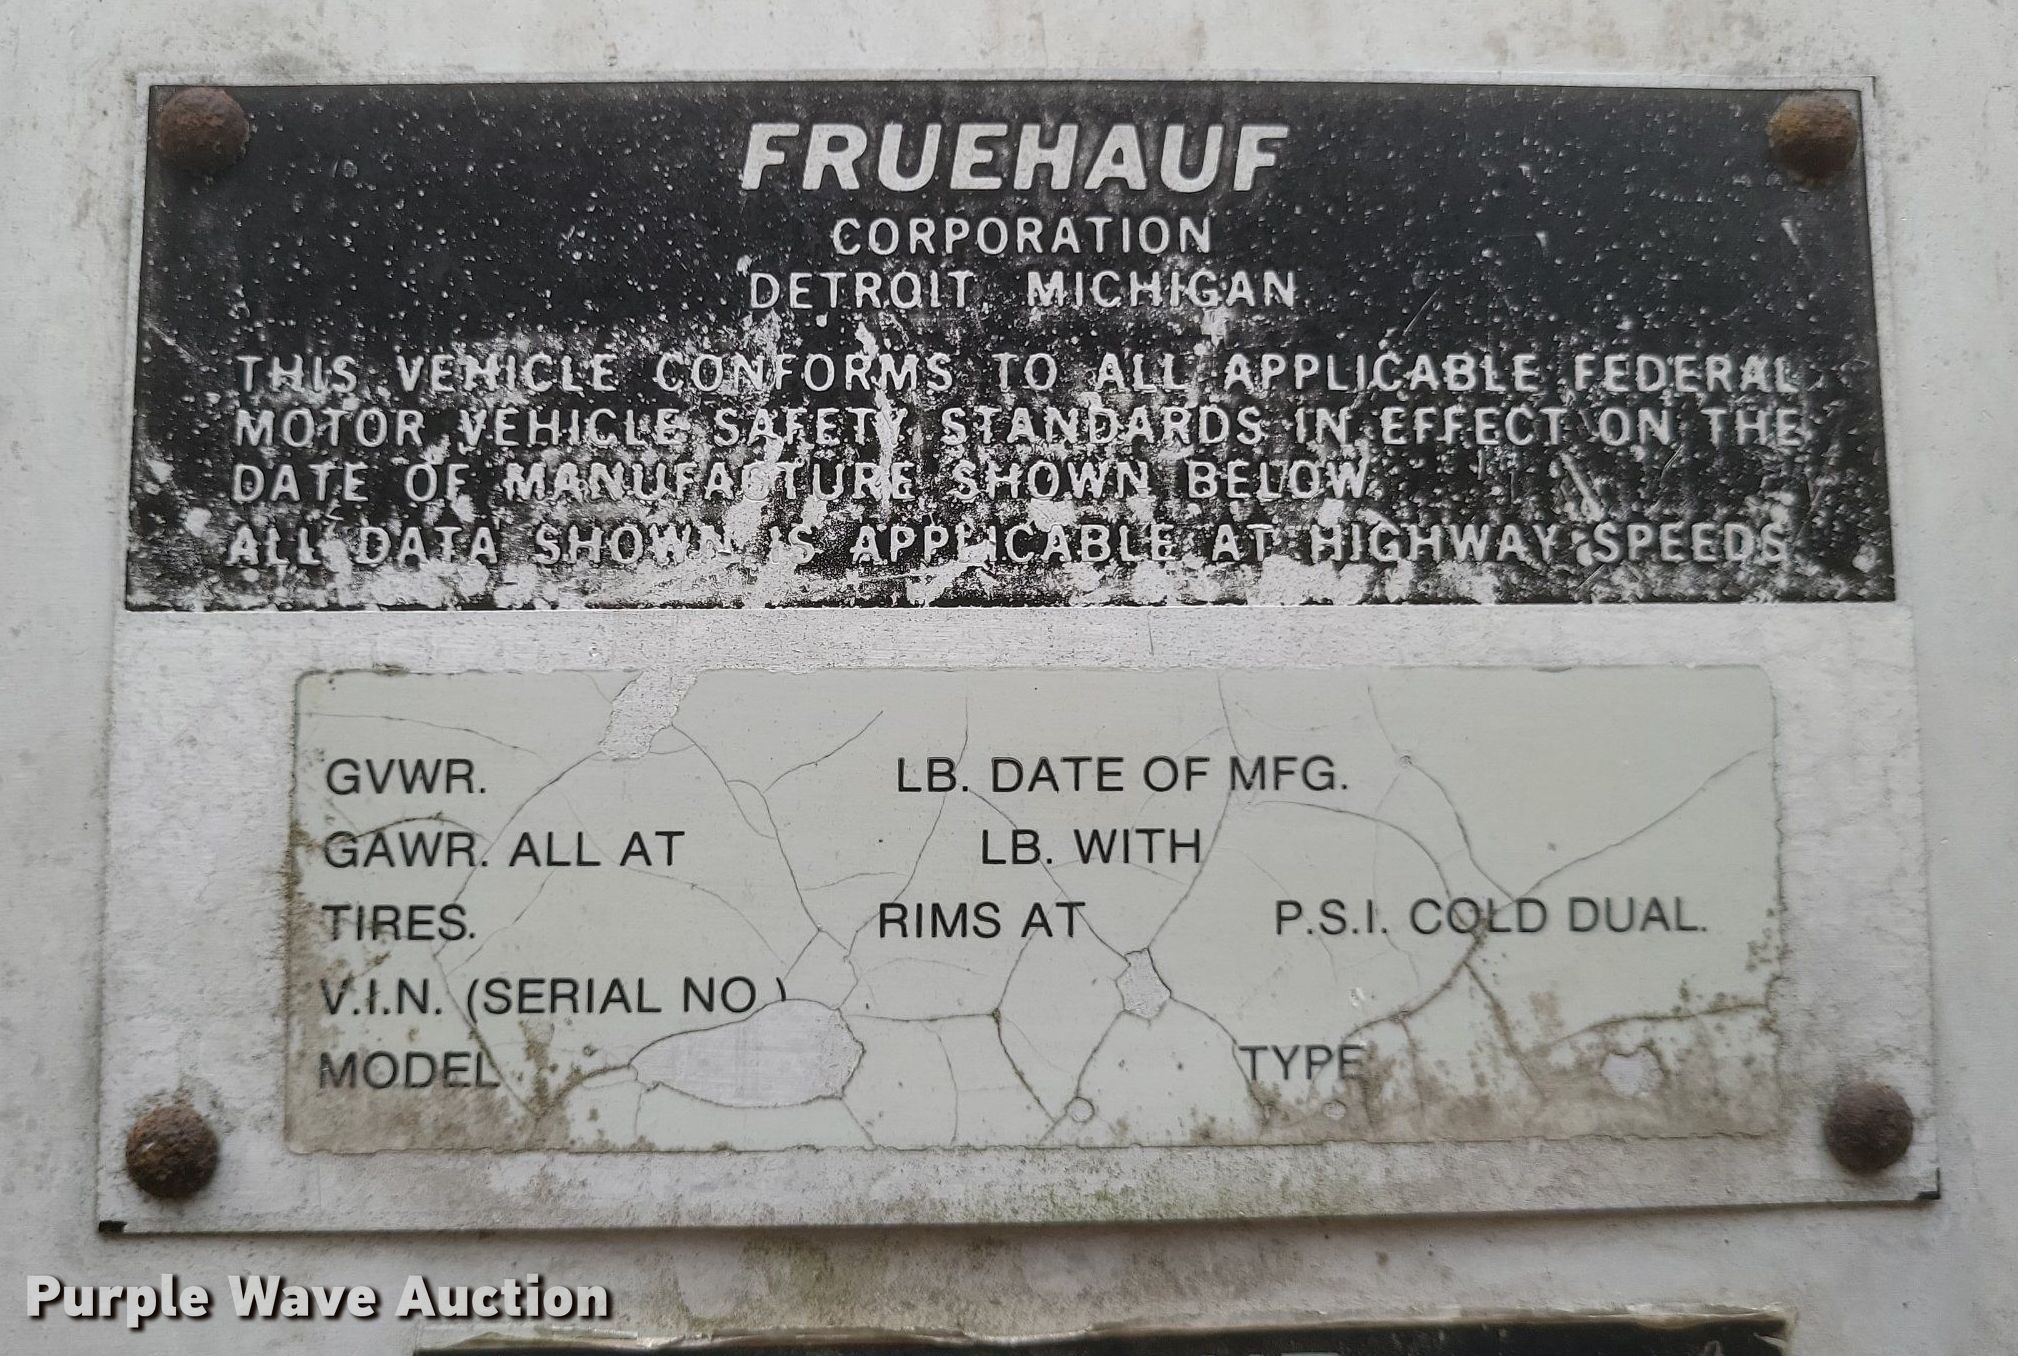 FRUEHAUF
CORPORATION
DETROIT, MICHIGAN
THIS VEHICLE CONFORMS TO ALL APPLICABLE FEDERAL
MOTOR VEHICLE SAFETY STANDARDS IN EFFECT ON THE
DATE OF MANUFACTURE SHOWN BELOW.
ALL DATA SHOWN IS APPLICABLE AT HIGHWAY SPEEDS
GVWR. LB. DATE OF MFG.
GAWR. ALL AT LB. WITH
TIRES. RIMS AT P.S.I. COLD DUAL.
V.I.N. (SERIAL NO )
MODEL TYPE
Purple Wave Auction